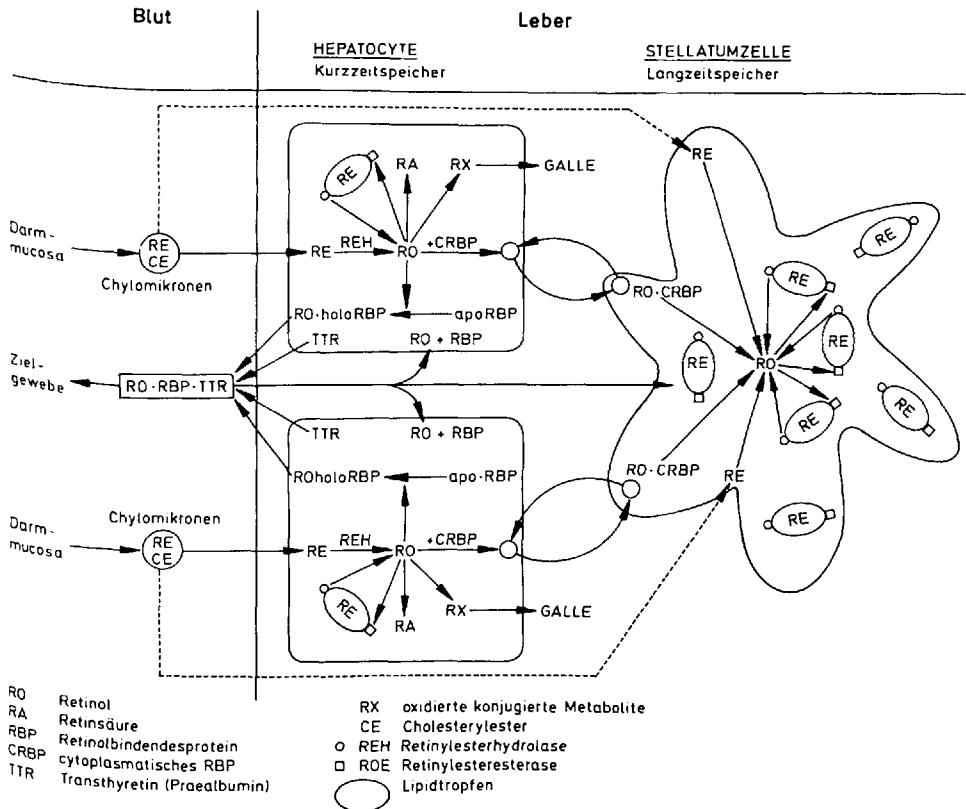 Blut
Leber
HEPATOCYTE
Kurzzeitspeicher
STELLATUMZELLE
Langzeitspeicher
RE
RE
RA
RX
GALLE
Darm-
mucosa
RE
CE
Chylomikronen
RE
REH
RO
+CRBP
RO·CRBP
RE
RE
RO·holoRBP
apoRBP
TTR
RO + RBP
Ziel-
gewebe
RO·RBP·TTR
RE
RO
RE
RE
RE
TTR
RO + RBP
ROholoRBP
apo·RBP
RO·CRBP
RE
Darm-
mucosa
Chylomikronen
RE
CE
RE
REH
RO
+CRBP
RE
RE
RA
RX
GALLE
RO Retinol
RA Retinsäure
RBP Retinolbindendesprotein
CRBP cytoplasmatisches RBP
TTR Transthyretin (Praealbumin)
RX oxidierte konjugierte Metabolite
CE Cholesterylester
REH Retinylesterhydrolase
ROE Retinylesteresterase
Lipidtropfen